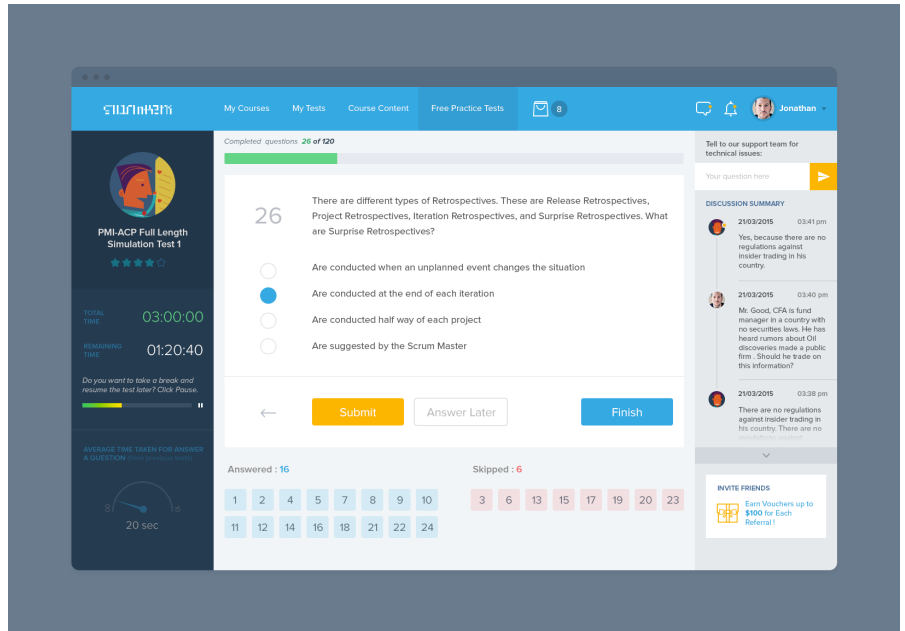 My Courses
My Tests
Course Content
Free Practice Tests
8
Jonathan
PMI-ACP Full Length
Simulation Test 1
TOTAL
TIME
03:00:00
REMAINING
TIME
01:20:40
Do you want to take a break and
resume the test later? Click Pause.
AVERAGE TIME TAKEN FOR ANSWER
A QUESTION
20 sec
Completed questions 26 of 120
26
There are different types of Retrospectives. These are Release Retrospectives,
Project Retrospectives, Iteration Retrospectives, and Surprise Retrospectives. What
are Surprise Retrospectives?
Are conducted when an unplanned event changes the situation
Are conducted at the end of each iteration
Are conducted half way of each project
Are suggested by the Scrum Master
Submit
Answer Later
Finish
Answered : 16
1 2 4 5 7 8 9 10
11 12 14 16 18 21 22 24
Skipped : 6
3 6 13 15 17 19 20 23
Tell to our support team for
technical issues:
Your question here
DISCUSSION SUMMARY
21/03/2015 03:41 pm
Yes, because there are no
regulations against
insider trading in his
country.
21/03/2015 03:40 pm
Mr. Good, CFA is fund
manager in a country with
no securities laws. He has
heard rumors about Oil
discoveries made a public
firm . Should he trade on
this information?
21/03/2015 03:38 pm
There are no regulations
against insider trading in
his country. There are no
regulations against
INVITE FRIENDS
Earn Vouchers up to
$100 for Each
Referral !